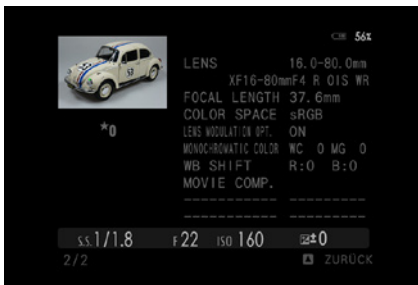 56%
LENS 16.0-80.0mm
XF16-80mmF4 R OIS WR
FOCAL LENGTH 37.6mm
COLOR SPACE sRGB
LENS MODULATION OPT. ON
MONOCHROMATIC COLOR WC 0 MG 0
WB SHIFT R:0 B:0
MOVIE COMP.
----------- ---------
----------- ---------
53
★0
S.S. 1/1.8 F22 ISO 160 ±0
2/2 ZURÜCK